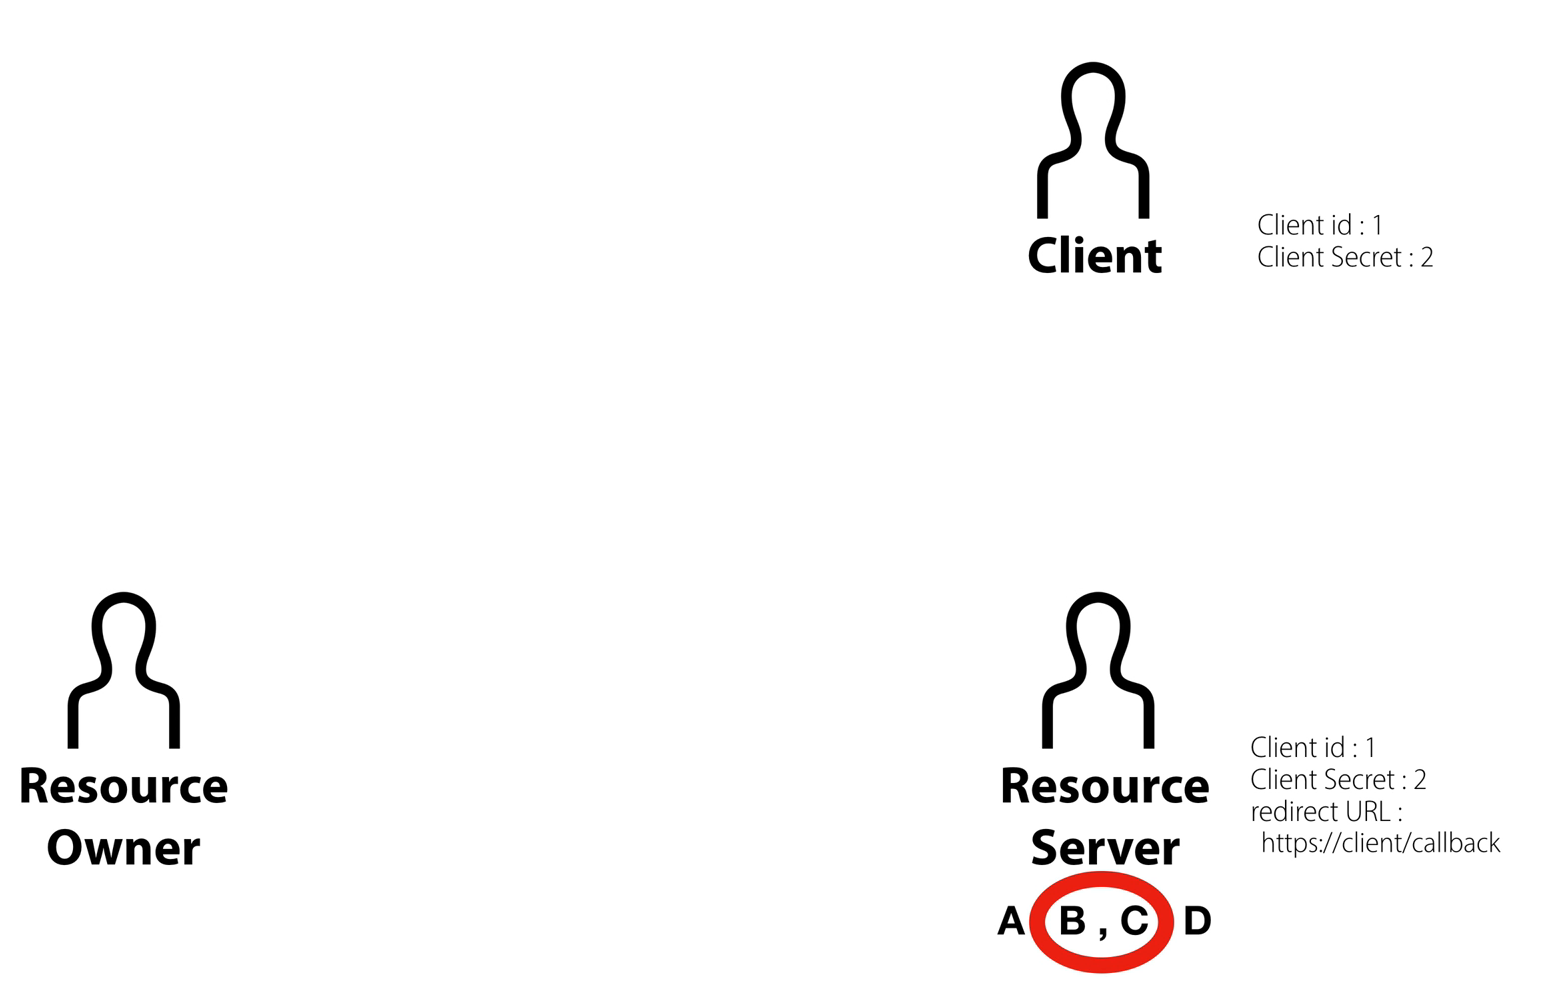 Client
Client id : 1
Client Secret : 2
Resource
Owner
Resource
Server
Client id : 1
Client Secret : 2
redirect URL :
https://client/callback
A B , C D